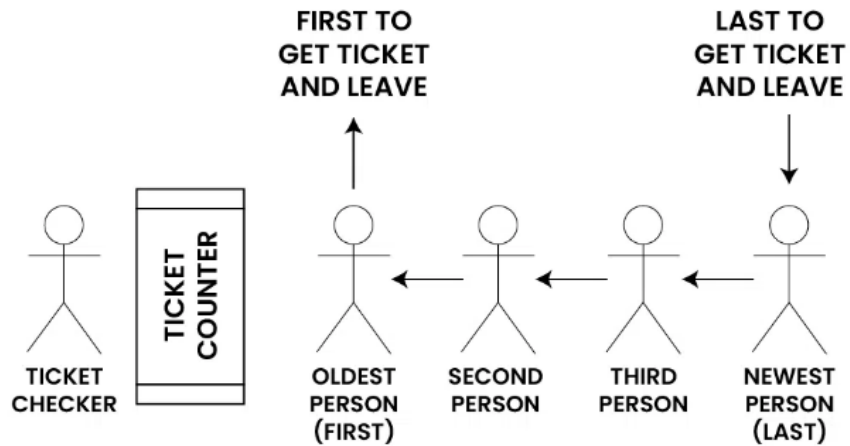 FIRST TO
GET TICKET
AND LEAVE
LAST TO
GET TICKET
AND LEAVE
TICKET
COUNTER
TICKET
CHECKER
OLDEST
PERSON
(FIRST)
SECOND
PERSON
THIRD
PERSON
NEWEST
PERSON
(LAST)